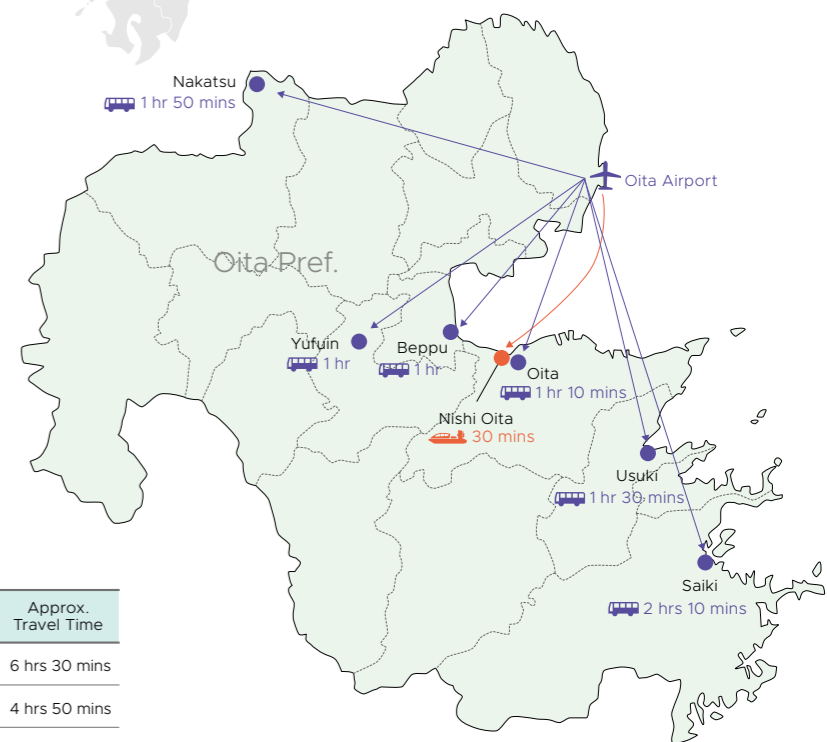 Nakatsu
1 hr 50 mins
Oita Airport
Oita Pref.
Yufuin
1 hr
Beppu
1 hr
Oita
1 hr 10 mins
Nishi Oita
30 mins
Usuki
1 hr 30 mins
Saiki
2 hrs 10 mins
Approx.
Travel Time
6 hrs 30 mins
4 hrs 50 mins